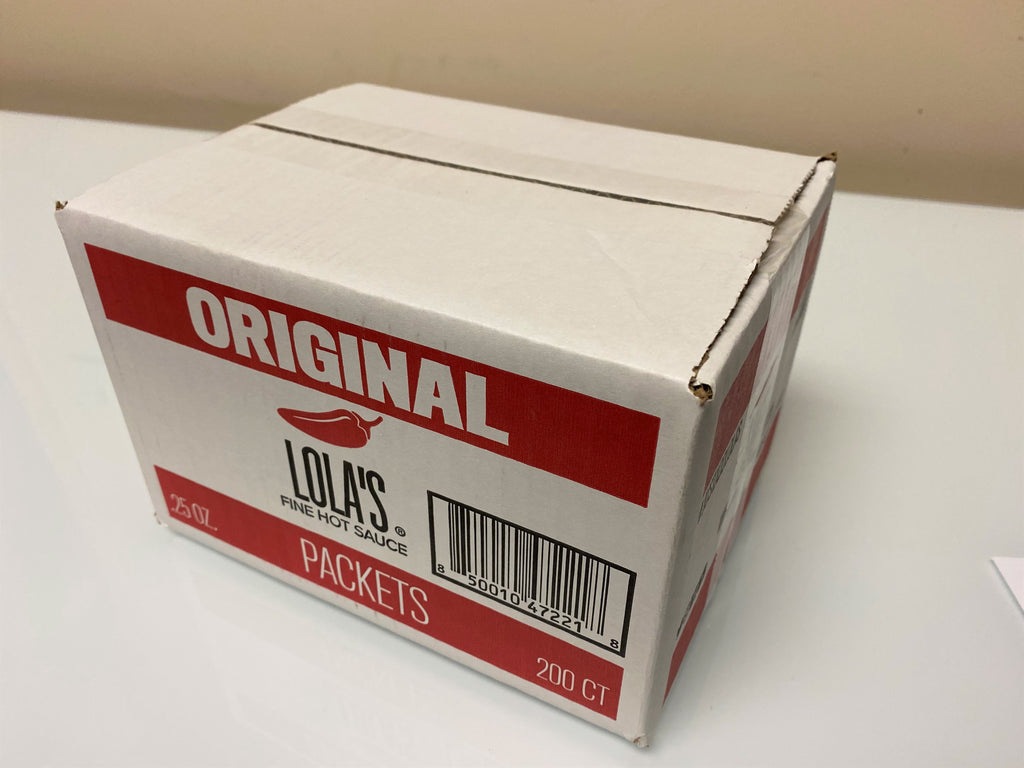 ORIGINAL
LOLA'S
FINE HOT SAUCE ®
.25 OZ.
PACKETS
200 CT
8 50010 47221 8